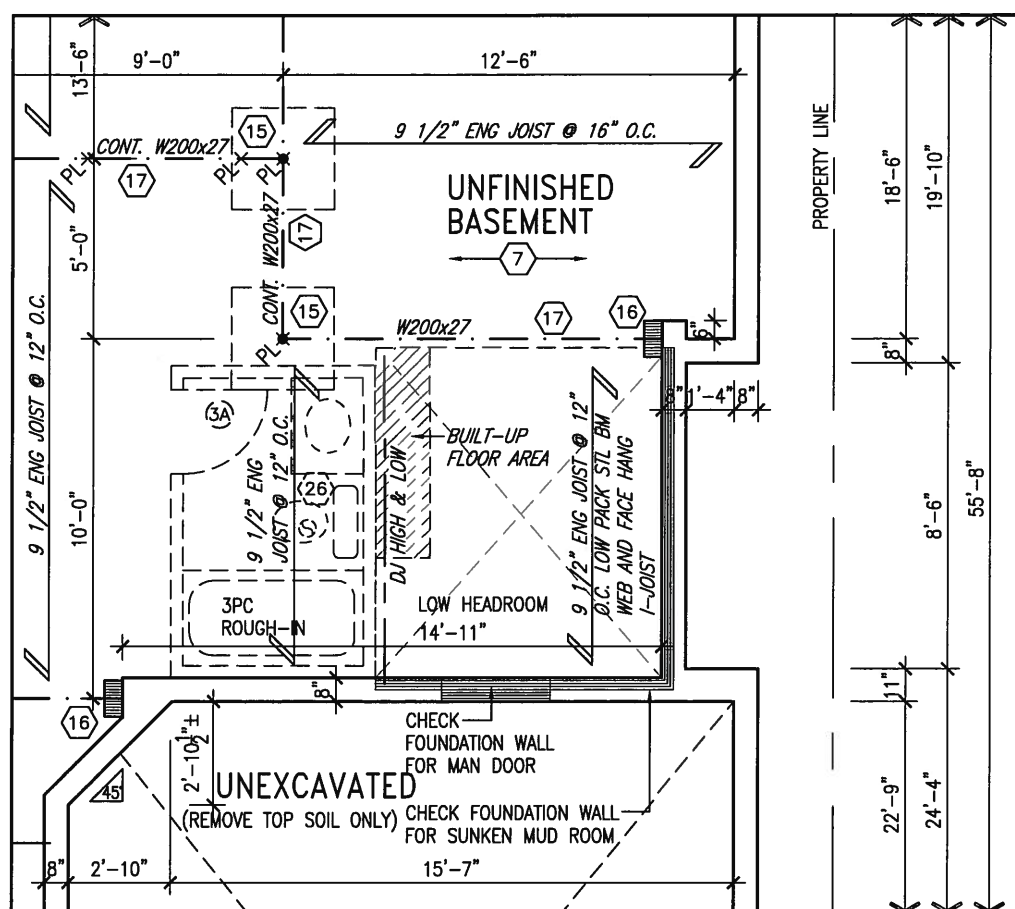 9'-0"
12'-6"
13'-6"
PROPERTY LINE
18'-6"
19'-10"
55'-8"
15
9 1/2" ENG JOIST @ 16" O.C.
CONT. W200x27
PL
PL
PL
17
UNFINISHED
BASEMENT
7
CONT. W200x27
17
5'-0"
15
PL
W200x27
17
16
6"
8"
9 1/2" ENG JOIST @ 12" O.C.
3A
8"
1'-4"
8"
BUILT-UP
FLOOR AREA
9 1/2" ENG
JOIST @ 12" O.C.
26
S
DJ HIGH & LOW
9 1/2" ENG JOIST @ 12"
O.C. LOW PACK STL BM
WEB AND FACE HANG
I-JOIST
10'-0"
8'-6"
3PC
ROUGH-IN
LOW HEADROOM
14'-11"
8"
11"
16
CHECK
FOUNDATION WALL
FOR MAN DOOR
2'-10 1/2"±
UNEXCAVATED
(REMOVE TOP SOIL ONLY)
CHECK FOUNDATION WALL
FOR SUNKEN MUD ROOM
45°
22'-9"
24'-4"
8"
2'-10"
15'-7"